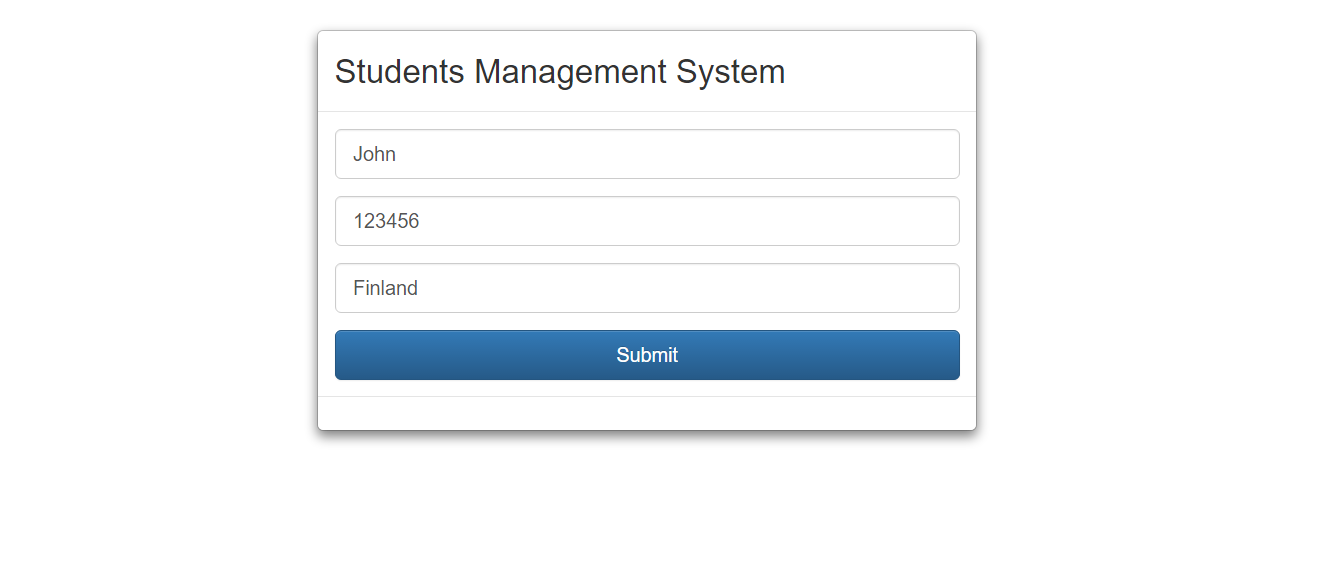 Students Management System
John
123456
Finland
Submit